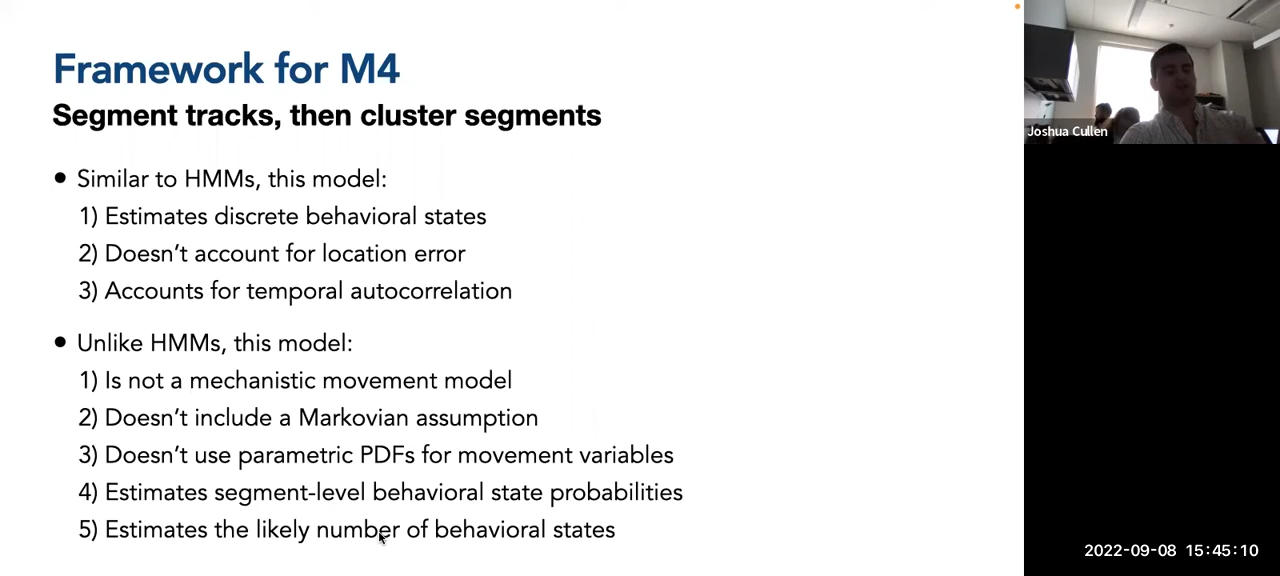 Framework for M4
Segment tracks, then cluster segments
• Similar to HMMs, this model:
1) Estimates discrete behavioral states
2) Doesn’t account for location error
3) Accounts for temporal autocorrelation
• Unlike HMMs, this model:
1) Is not a mechanistic movement model
2) Doesn’t include a Markovian assumption
3) Doesn’t use parametric PDFs for movement variables
4) Estimates segment-level behavioral state probabilities
5) Estimates the likely number of behavioral states
Joshua Cullen
2022-09-08 15:45:10